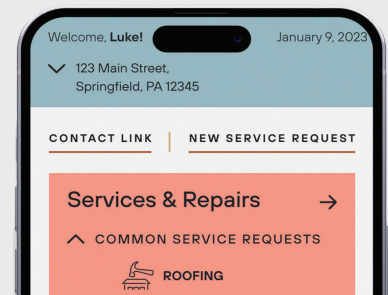 Welcome, Luke!
January 9, 2023
123 Main Street,
Springfield, PA 12345
CONTACT LINK
NEW SERVICE REQUEST
Services & Repairs
COMMON SERVICE REQUESTS
ROOFING